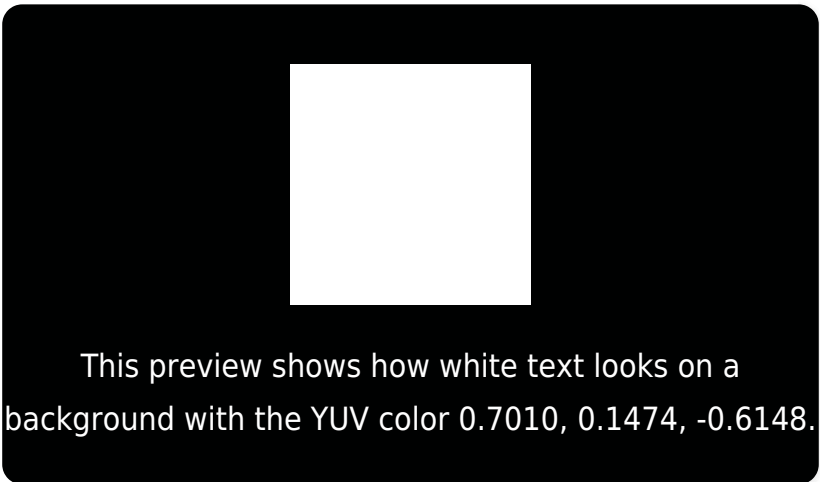 This preview shows how white text looks on a
background with the YUV color 0.7010, 0.1474, -0.6148.